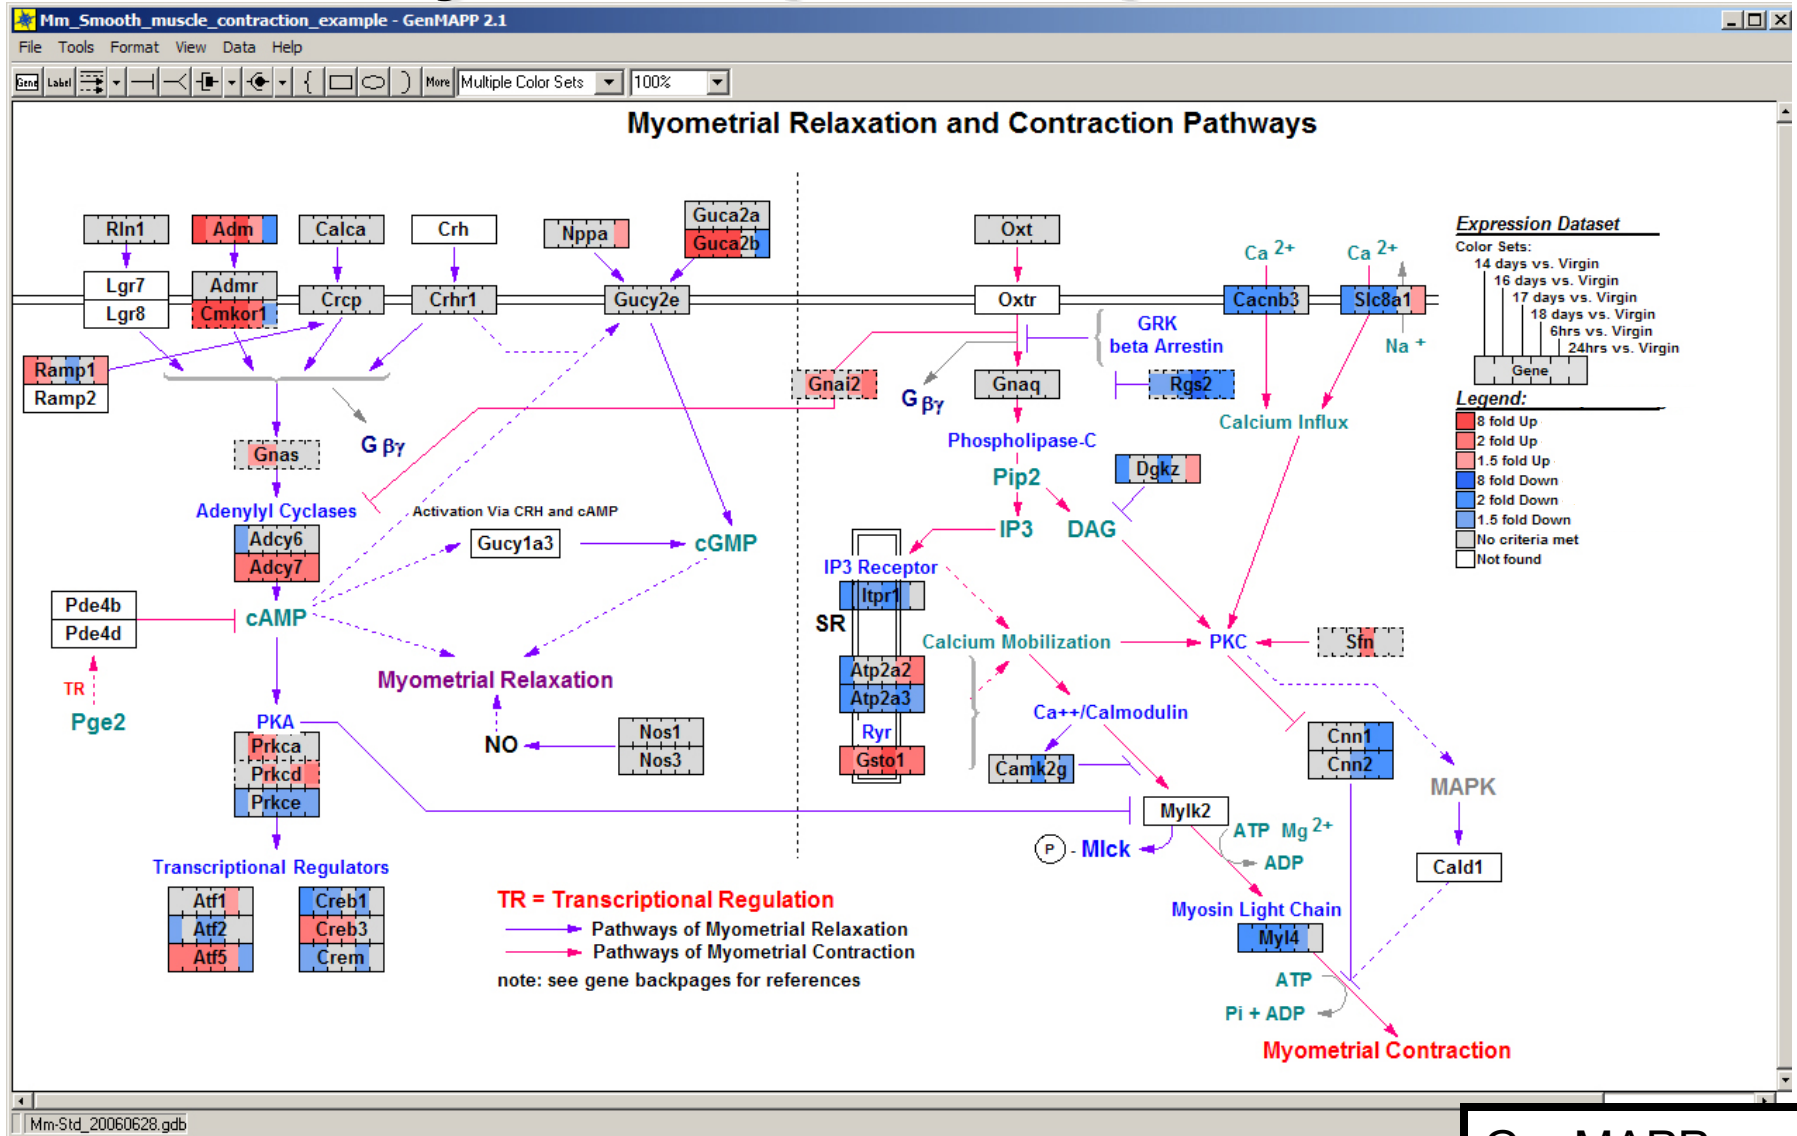 Mm_Smooth_muscle_contraction_example - GenMAPP 2.1
File Tools Format View Data Help
Gene Label More Multiple Color Sets 100%
Myometrial Relaxation and Contraction Pathways
Rln1
Adm
Calca
Crh
Nppa
Guca2a
Guca2b
Lgr7
Lgr8
Admr
Cmkor1
Crcp
Crhr1
Gucy2e
Ramp1
Ramp2
G βγ
Gnas
Adenylyl Cyclases
Adcy6
Adcy7
Activation Via CRH and cAMP
Gucy1a3
cGMP
Pde4b
Pde4d
cAMP
TR
Pge2
Myometrial Relaxation
PKA
Prkca
Prkcd
Prkce
NO
Nos1
Nos3
Transcriptional Regulators
Atf1
Atf2
Atf5
Creb1
Creb3
Crem
TR = Transcriptional Regulation
Pathways of Myometrial Relaxation
Pathways of Myometrial Contraction
note: see gene backpages for references
Oxt
Oxtr
Ca 2+
Ca 2+
Cacnb3
Slc8a1
Na +
GRK
beta Arrestin
Gnai2
G βγ
Gnaq
Rgs2
Calcium Influx
Phospholipase-C
Pip2
Dgkz
IP3
DAG
IP3 Receptor
Itpr1
SR
Calcium Mobilization
PKC
Sfn
Atp2a2
Atp2a3
Ryr
Gsto1
Ca++/Calmodulin
Camk2g
Cnn1
Cnn2
MAPK
Mylk2
P - Mlck
ATP Mg 2+
ADP
Cald1
Myosin Light Chain
Myl4
ATP
Pi + ADP
Myometrial Contraction
Expression Dataset
Color Sets:
14 days vs. Virgin
16 days vs. Virgin
17 days vs. Virgin
18 days vs. Virgin
6hrs vs. Virgin
24hrs vs. Virgin
Gene
Legend:
8 fold Up
2 fold Up
1.5 fold Up
8 fold Down
2 fold Down
1.5 fold Down
No criteria met
Not found
Mm-Std_20060628.gdb